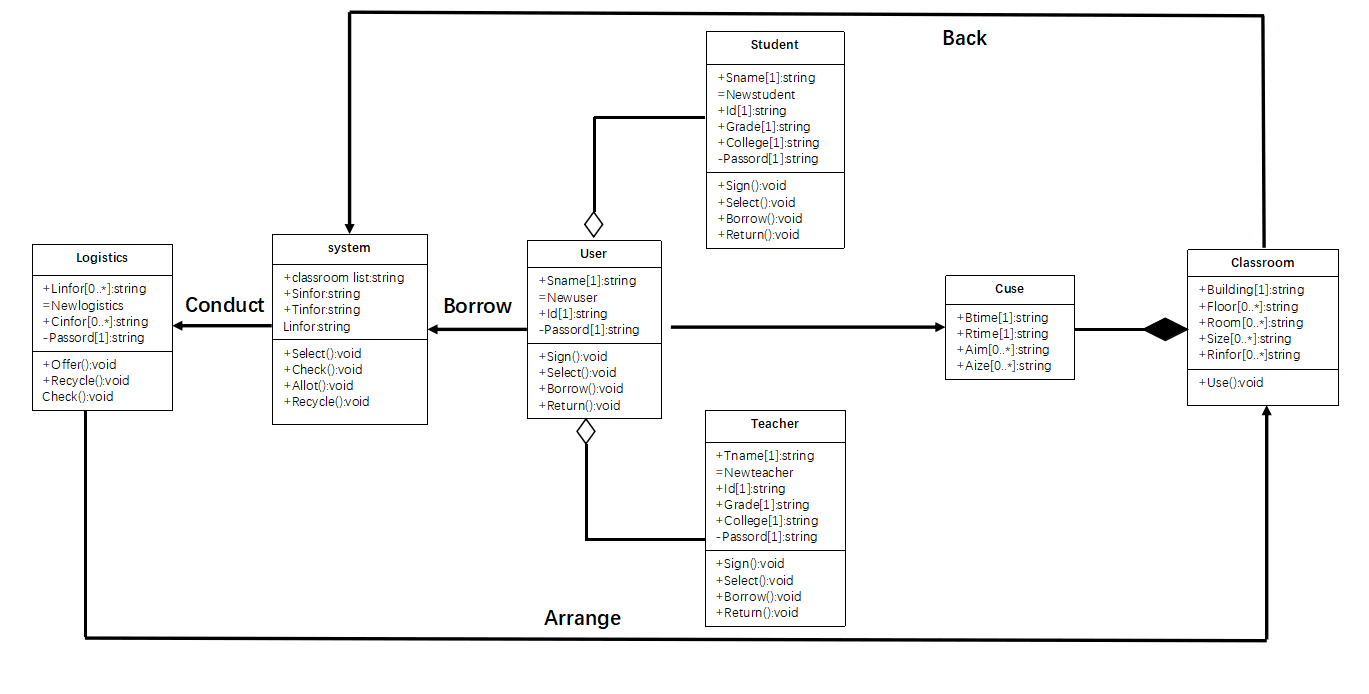 Back
Student
+Sname[1]:string
=Newstudent
+Id[1]:string
+Grade[1]:string
+College[1]:string
-Passord[1]:string
+Sign():void
+Select():void
+Borrow():void
+Return():void
Logistics
+Linfor[0..*]:string
=Newlogistics
+Cinfor[0..*]:string
-Passord[1]:string
+Offer():void
+Recycle():void
Check():void
Conduct
system
+classroom list:string
+Sinfor:string
+Tinfor:string
Linfor:string
+Select():void
+Check():void
+Allot():void
+Recycle():void
Borrow
User
+Sname[1]:string
=Newuser
+Id[1]:string
-Passord[1]:string
+Sign():void
+Select():void
+Borrow():void
+Return():void
Cuse
+Btime[1]:string
+Rtime[1]:string
+Aim[0..*]:string
+Aize[0..*]:string
Classroom
+Building[1]:string
+Floor[0..*]:string
+Room[0..*]:string
+Size[0..*]:string
+Rinfor[0..*]string
+Use():void
Teacher
+Tname[1]:string
=Newteacher
+Id[1]:string
+Grade[1]:string
+College[1]:string
-Passord[1]:string
+Sign():void
+Select():void
+Borrow():void
+Return():void
Arrange